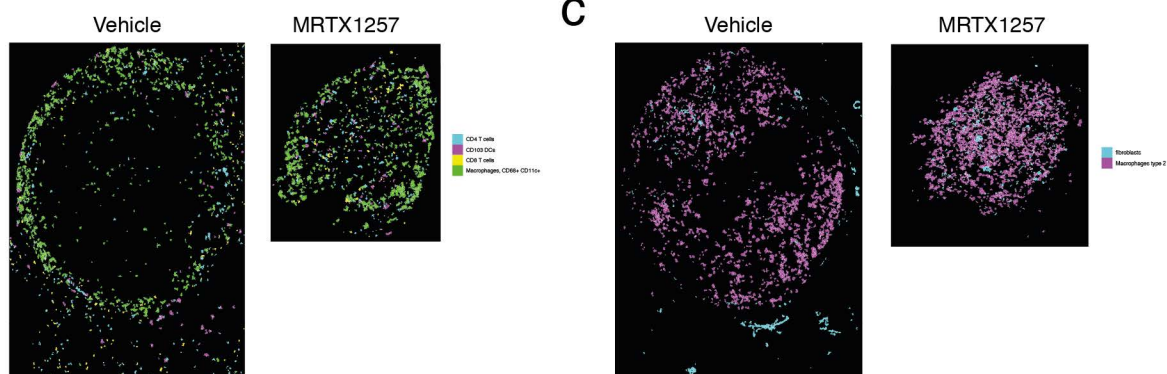 C
Vehicle
MRTX1257
CD4 T cells
CD103 DCs
CD8 T cells
Macrophages, CD68+ CD11c+
Vehicle
MRTX1257
fibroblasts
Macrophages type 2